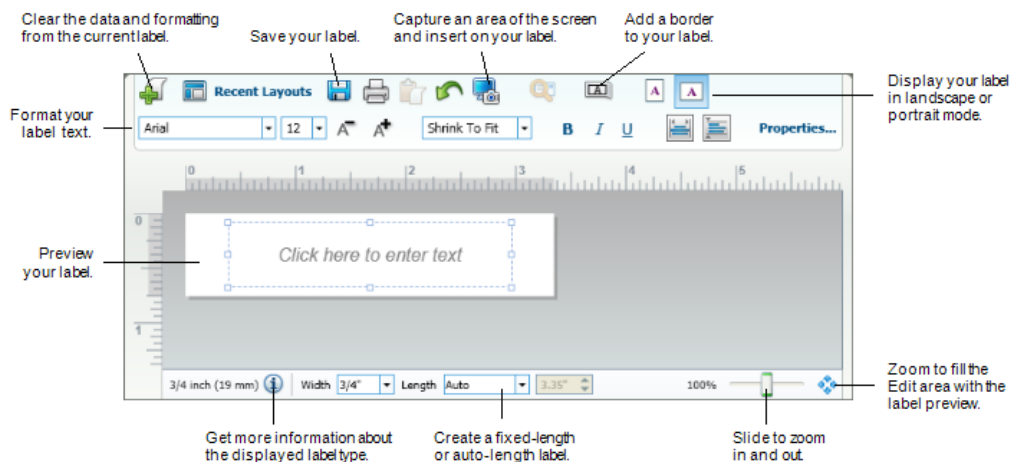 Clear the data and formatting
from the current label.
Save your label.
Capture an area of the screen
and insert on your label.
Add a border
to your label.
Recent Layouts
A
A
A
Display your label
in landscape or
portrait mode.
Format your
label text.
Arial
12
A
A
Shrink To Fit
B
I
U
Properties...
0
1
2
3
4
5
0
1
Preview
your label.
Click here to enter text
3/4 inch (19 mm)
i
Width
3/4"
Length
Auto
3.35"
100%
Zoom to fill the
Edit area with the
label preview.
Get more information about
the displayed label type.
Create a fixed-length
or auto-length label.
Slide to zoom
in and out.